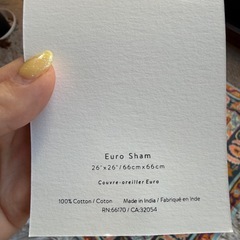 Euro Sham
26"x26"/66cmx66cm
Couvre-oreiller Euro
100% Cotton / Coton Made in India / Fabriqué en Inde
RN:66170 / CA:32054